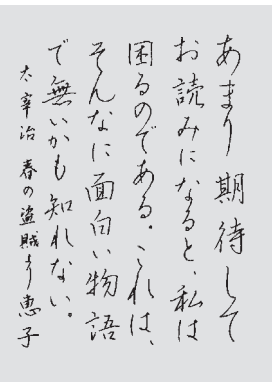 あまり期待して
お読みになると、私は
困るのである。これは、
そんなに面白い物語
で無いかも知れない。
太宰治 春の盗賊より 恵子